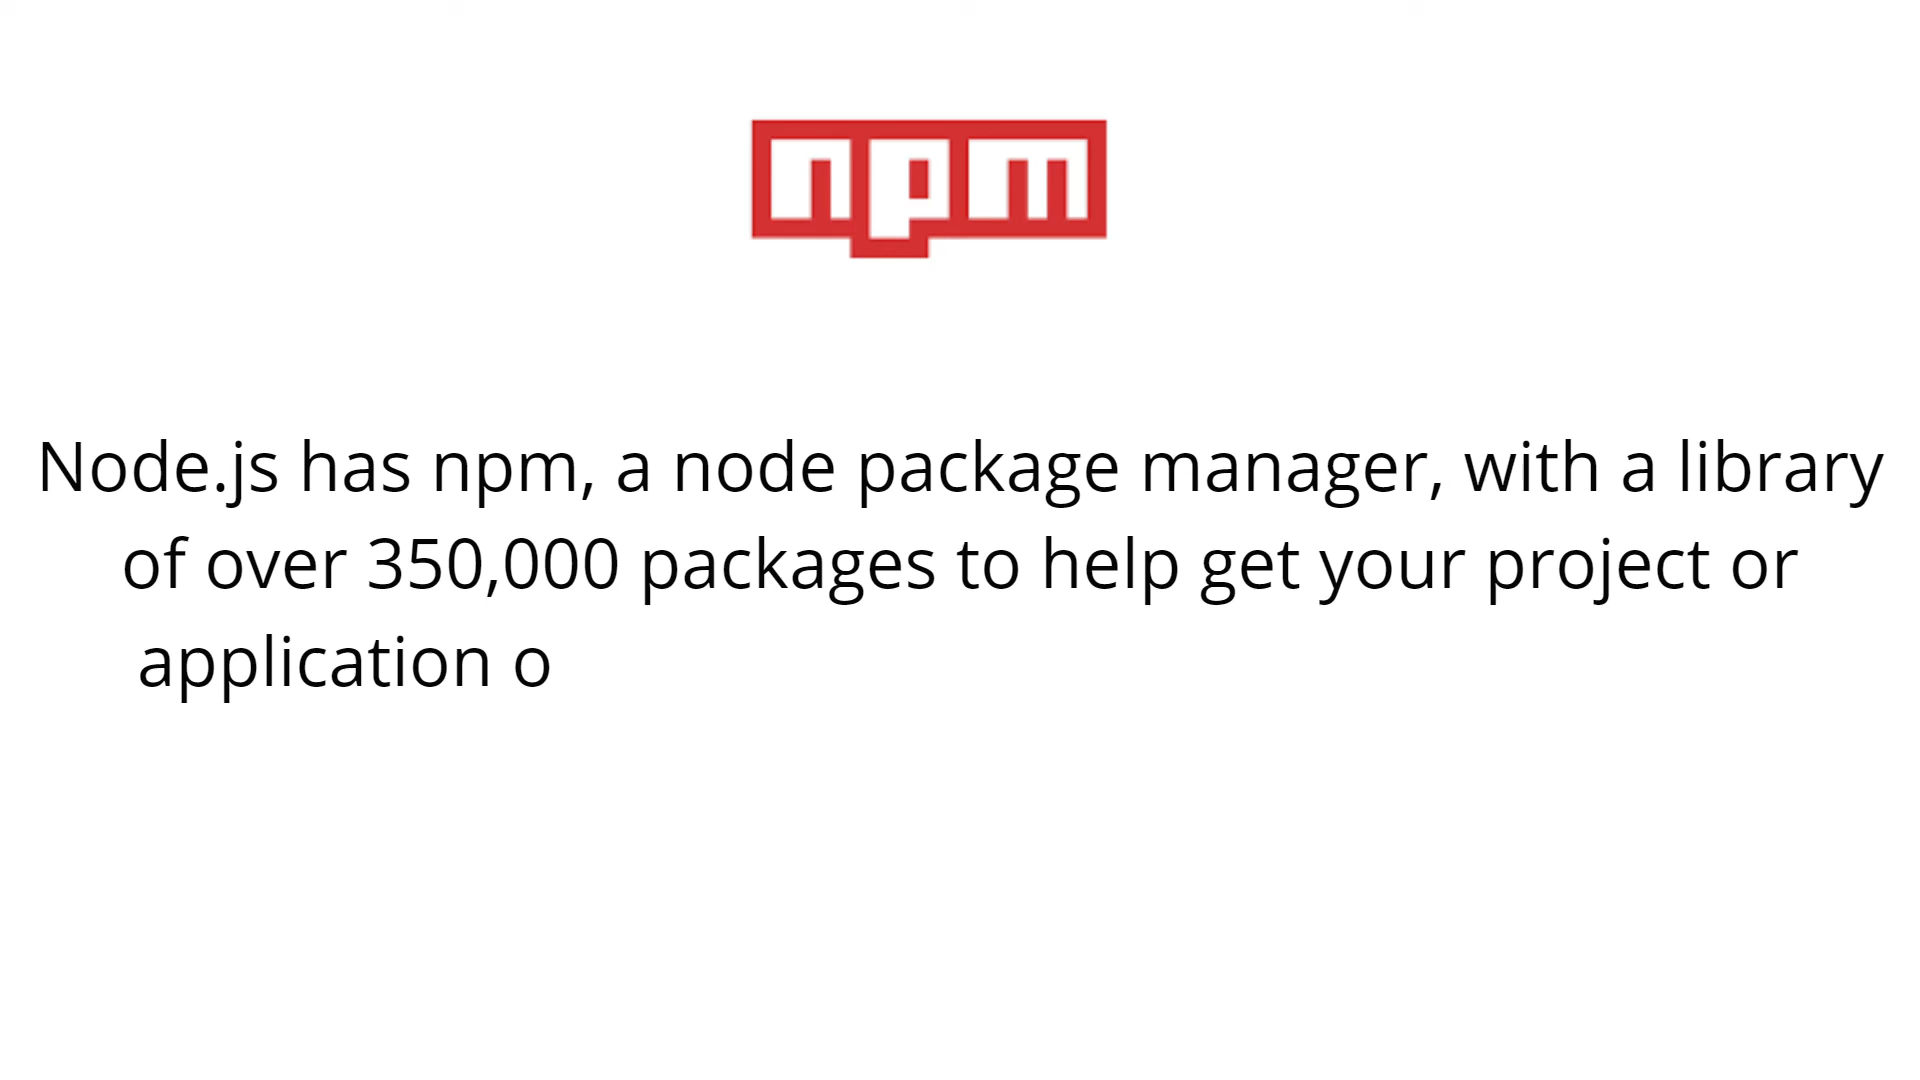 npm
Node.js has npm, a node package manager, with a library
of over 350,000 packages to help get your project or
application o